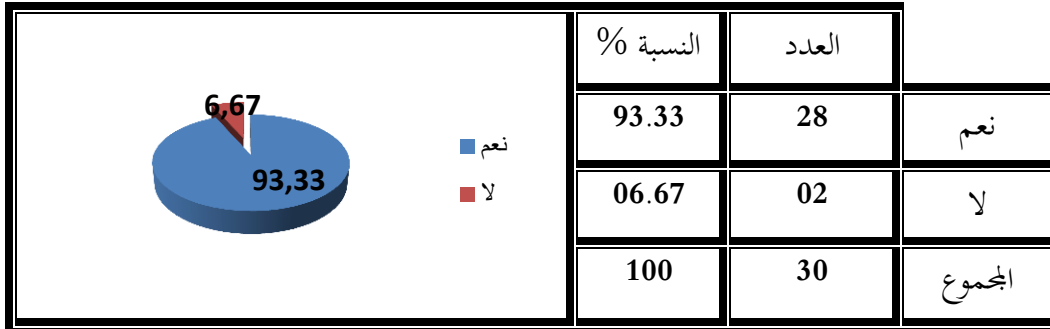 العدد النسبة %
نعم 28 93.33
لا 02 06.67
المجموع 30 100
6,67
93,33
نعم
لا